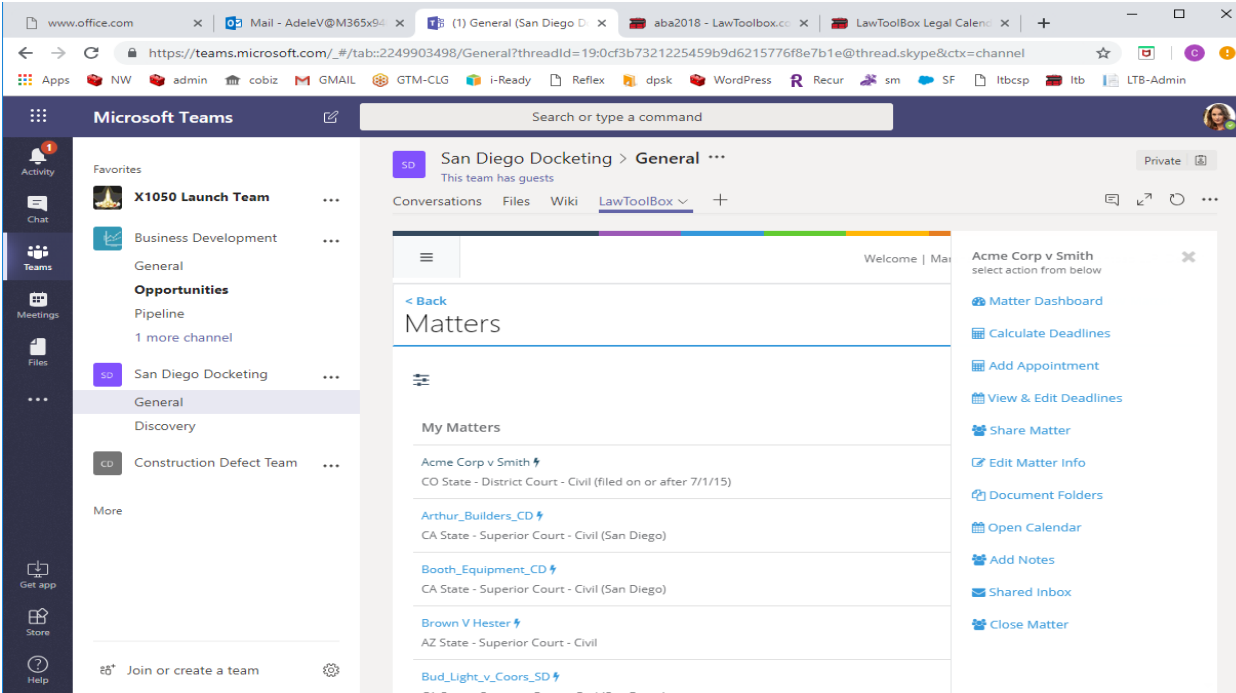 www.office.com
Mail - AdeleV@M365x94
(1) General (San Diego D
aba2018 - LawToolbox.co
LawToolBox Legal Calend
https://teams.microsoft.com/_#/tab::2249903498/General?threadId=19:0cf3b7321225459b9d6215776f8e7b1e@thread.skype&ctx=channel
Apps NW admin cobiz GMAIL GTM-CLG i-Ready Reflex dpsk WordPress Recur sm SF ltbcsp ltb LTB-Admin
Microsoft Teams
Search or type a command
1
Activity
Chat
Teams
Meetings
Files
Get app
Store
Help
Favorites
X1050 Launch Team
Business Development
General
Opportunities
Pipeline
1 more channel
SD San Diego Docketing
General
Discovery
CD Construction Defect Team
More
Join or create a team
SD San Diego Docketing > General
This team has guests
Private
Conversations Files Wiki LawToolBox
Welcome | Mar
< Back
Matters
My Matters
Acme Corp v Smith
CO State - District Court - Civil (filed on or after 7/1/15)
Arthur_Builders_CD
CA State - Superior Court - Civil (San Diego)
Booth_Equipment_CD
CA State - Superior Court - Civil (San Diego)
Brown V Hester
AZ State - Superior Court - Civil
Bud_Light_v_Coors_SD
Acme Corp v Smith
select action from below
Matter Dashboard
Calculate Deadlines
Add Appointment
View & Edit Deadlines
Share Matter
Edit Matter Info
Document Folders
Open Calendar
Add Notes
Shared Inbox
Close Matter